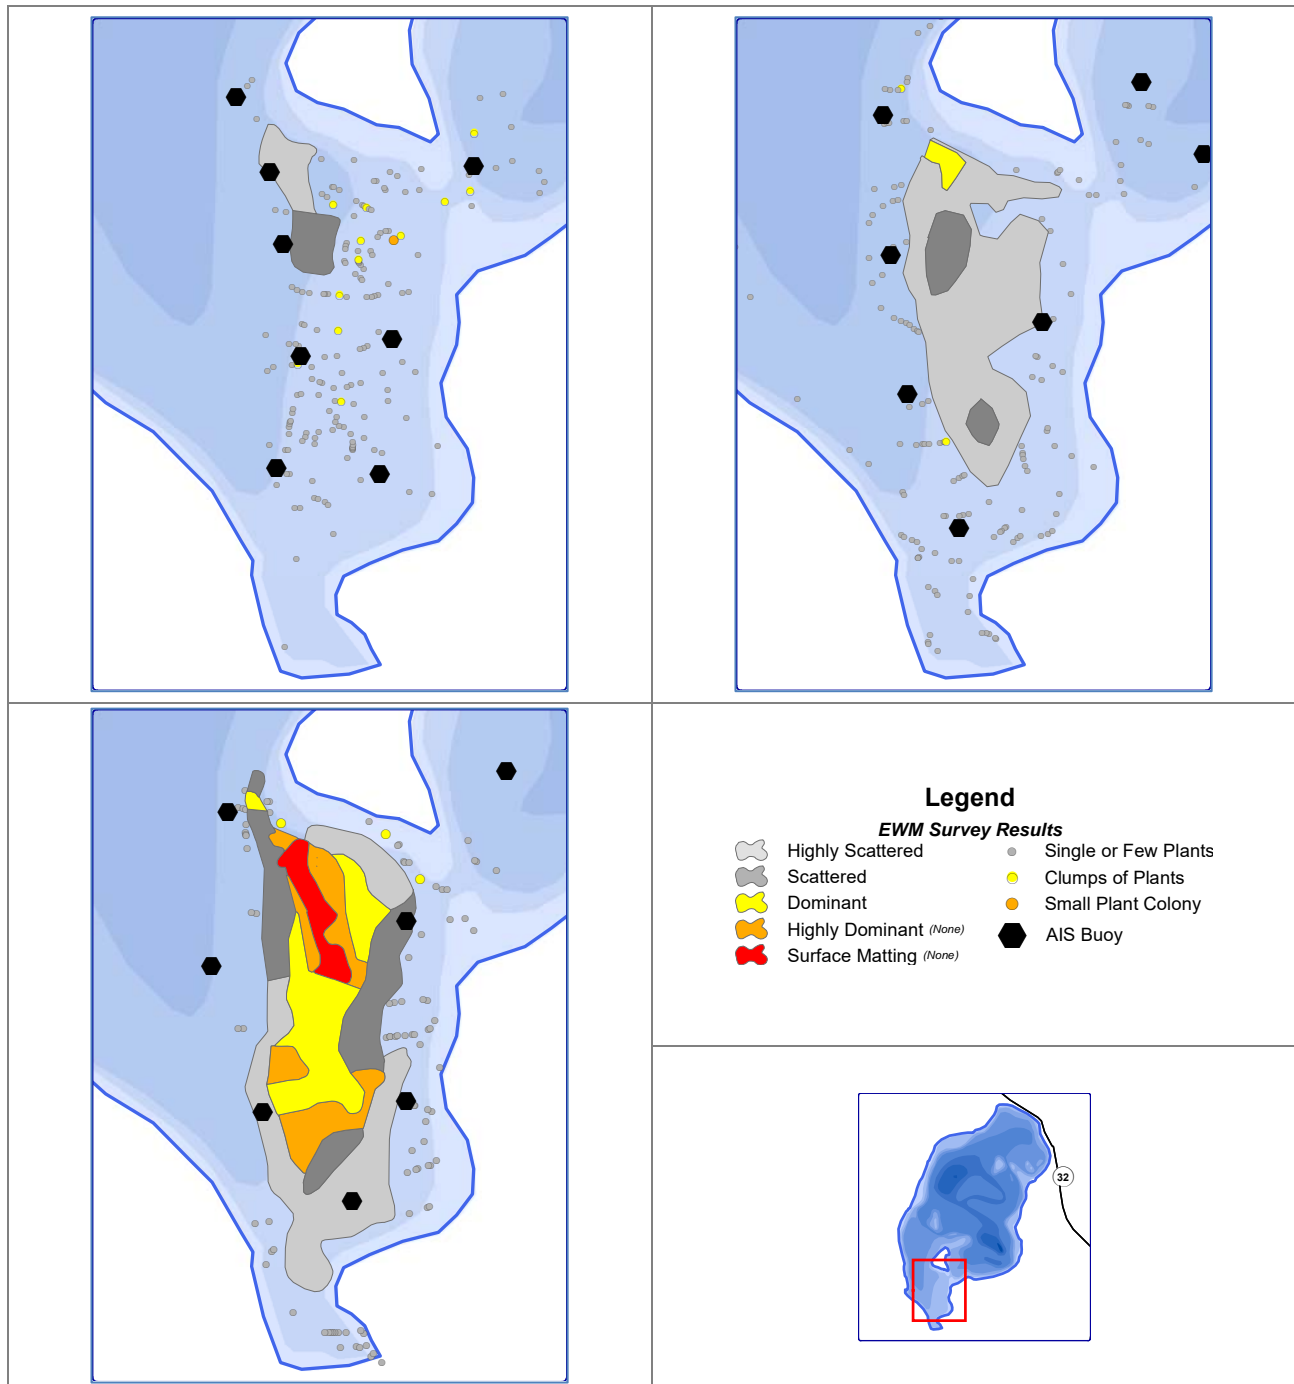 Legend
EWM Survey Results
Highly Scattered
Scattered
Dominant
Highly Dominant (None)
Surface Matting (None)
Single or Few Plants
Clumps of Plants
Small Plant Colony
AIS Buoy
32